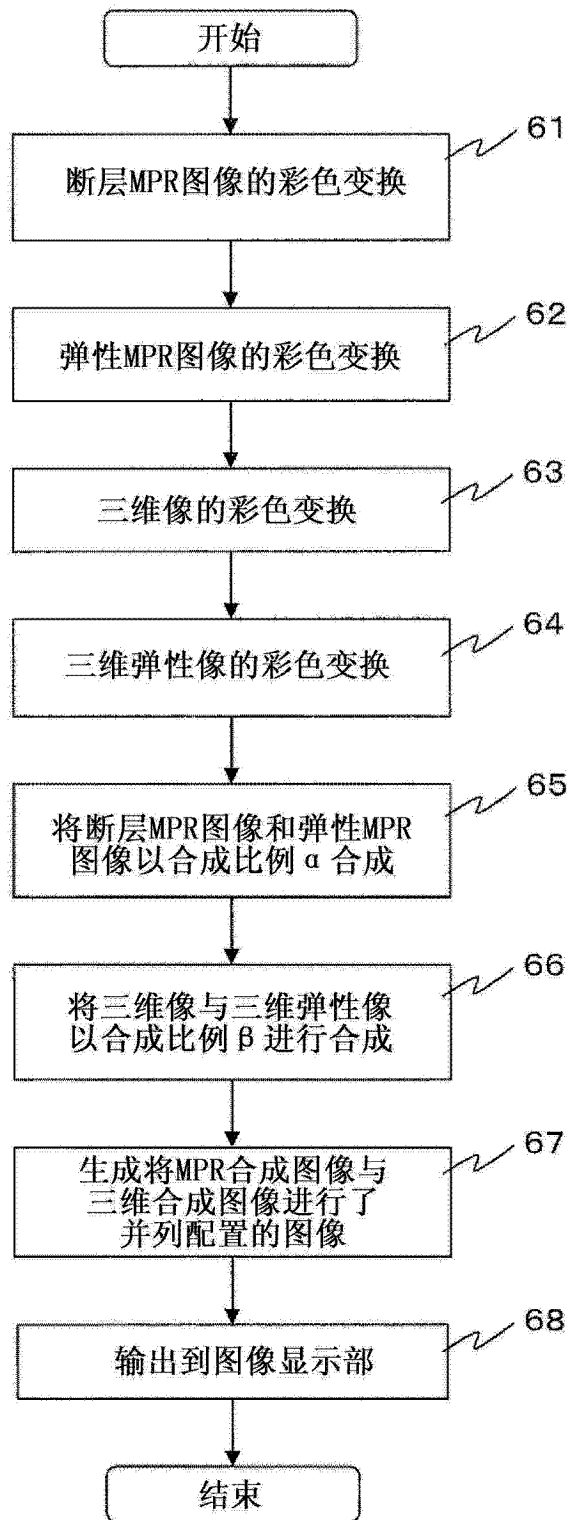 开始
61
断层MPR图像的彩色变换
62
弹性MPR图像的彩色变换
63
三维像的彩色变换
64
三维弹性像的彩色变换
65
将断层MPR图像和弹性MPR
图像以合成比例α合成
66
将三维像与三维弹性像
以合成比例β进行合成
67
生成将MPR合成图像与
三维合成图像进行了
并列配置的图像
68
输出到图像显示部
结束